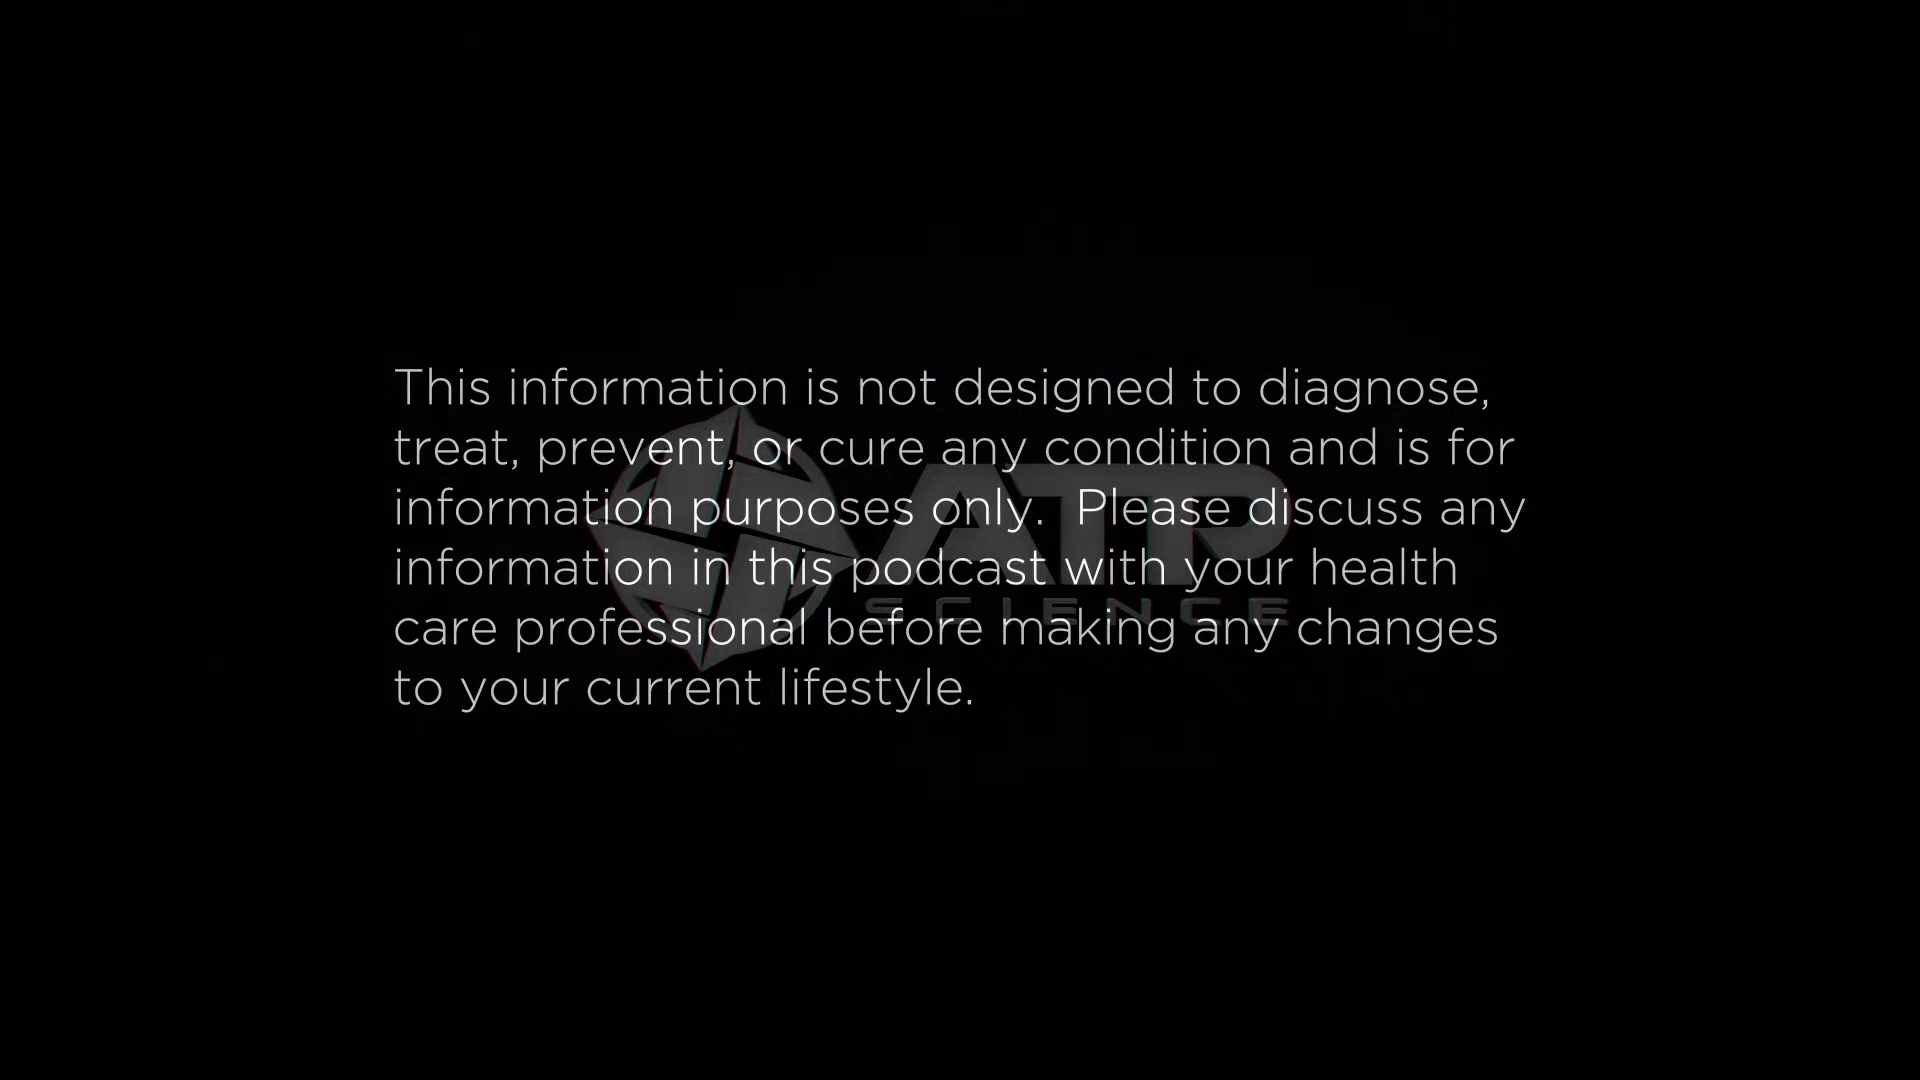 This information is not designed to diagnose,
treat, prevent, or cure any condition and is for
information purposes only.  Please discuss any
information in this podcast with your health
care professional before making any changes
to your current lifestyle.
ATP
SCIENCE